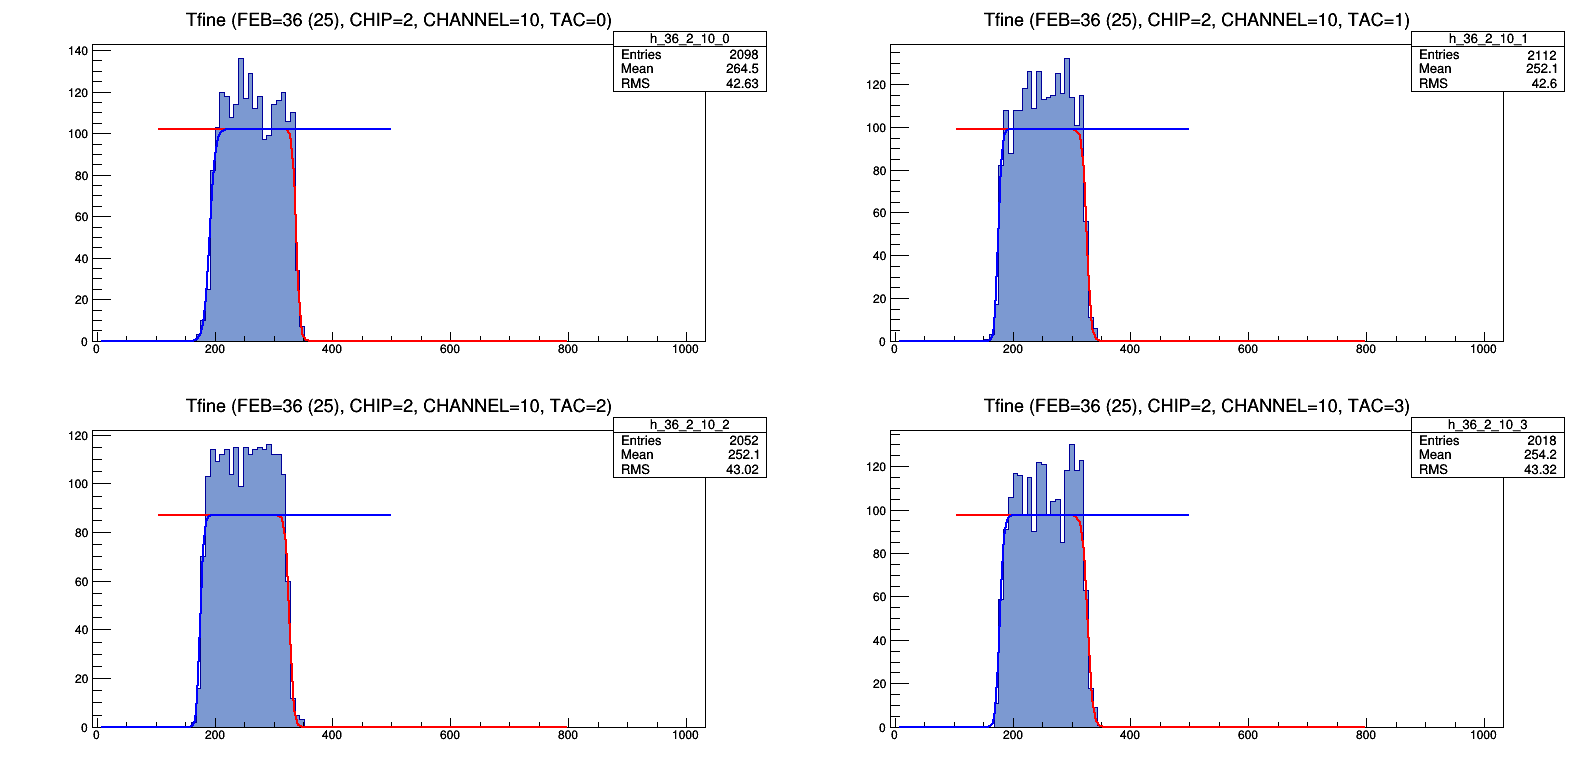 Tfine (FEB=36 (25), CHIP=2, CHANNEL=10, TAC=0)
h_36_2_10_0
Entries 2098
Mean 264.5
RMS 42.63
140
120
100
80
60
40
20
0
0 200 400 600 800 1000
Tfine (FEB=36 (25), CHIP=2, CHANNEL=10, TAC=1)
h_36_2_10_1
Entries 2112
Mean 252.1
RMS 42.6
120
100
80
60
40
20
0
0 200 400 600 800 1000
Tfine (FEB=36 (25), CHIP=2, CHANNEL=10, TAC=2)
h_36_2_10_2
Entries 2052
Mean 252.1
RMS 43.02
120
100
80
60
40
20
0
0 200 400 600 800 1000
Tfine (FEB=36 (25), CHIP=2, CHANNEL=10, TAC=3)
h_36_2_10_3
Entries 2018
Mean 254.2
RMS 43.32
120
100
80
60
40
20
0
0 200 400 600 800 1000